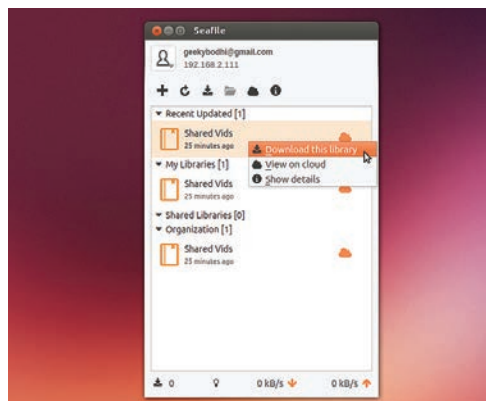 Seafile
geekybodhi@gmail.com
192.168.2.111
Recent Updated [1]
Shared Vids
25 minutes ago
Download this library
View on cloud
Show details
My Libraries [1]
Shared Vids
25 minutes ago
Shared Libraries [0]
Organization [1]
Shared Vids
25 minutes ago
0
0 kB/s
0 kB/s